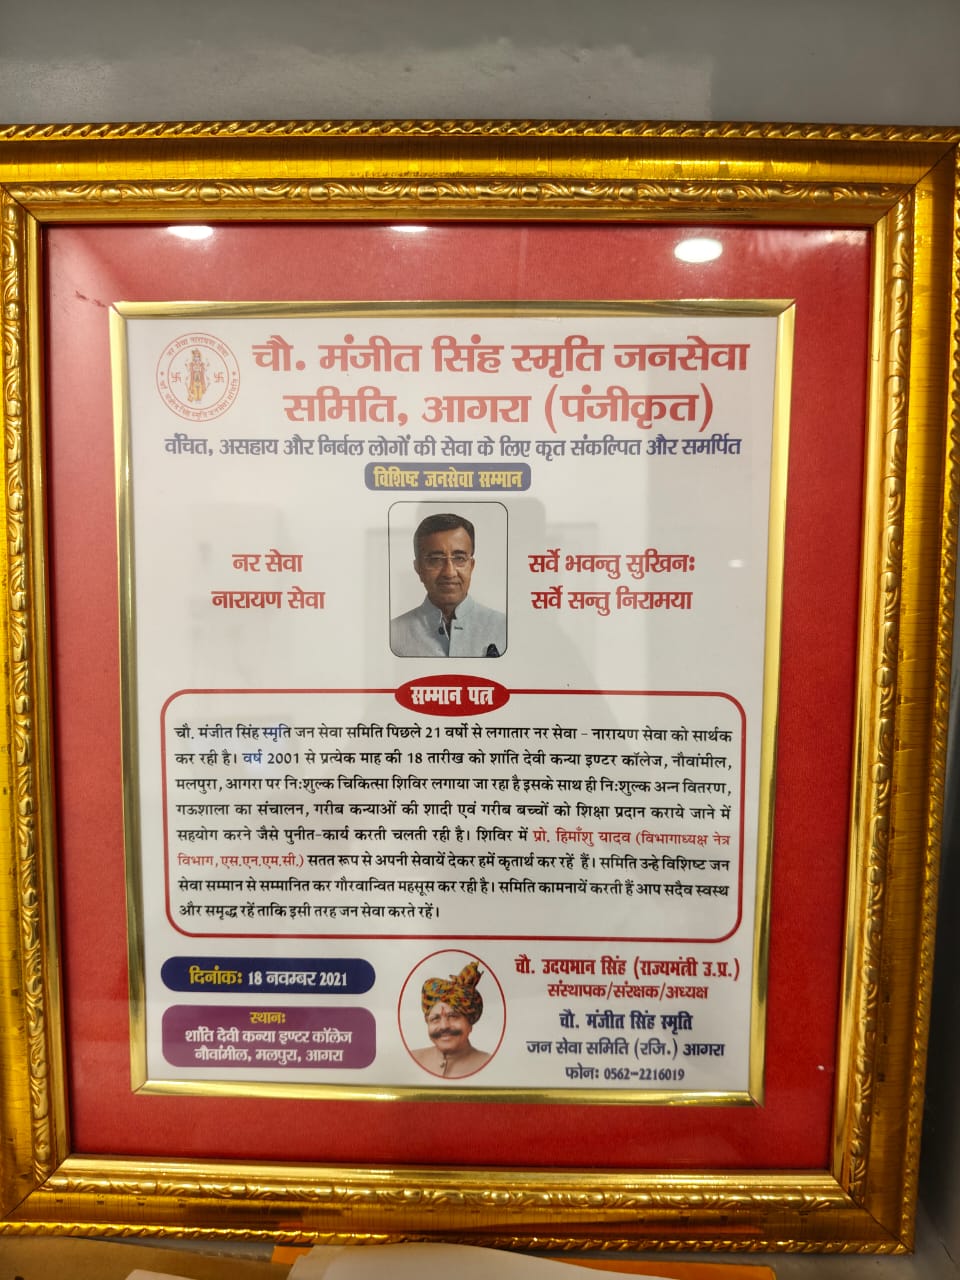 नर सेवा नारायण सेवा
चौ. मंजीत सिंह स्मृति जनसेवा समिति
चौ. मंजीत सिंह स्मृति जनसेवा
समिति, आगरा (पंजीकृत)
वंचित, असहाय और निर्बल लोगों की सेवा के लिए कृत संकल्पित और समर्पित
विशिष्ट जनसेवा सम्मान
नर सेवा
नारायण सेवा
सर्वे भवन्तु सुखिनः
सर्वे सन्तु निरामया
सम्मान पत्र
चौ. मंजीत सिंह स्मृति जन सेवा समिति पिछले 21 वर्षो से लगातार नर सेवा - नारायण सेवा को सार्थक
कर रही है। वर्ष 2001 से प्रत्येक माह की 18 तारीख को शांति देवी कन्या इण्टर कॉलेज, नौवांमील,
मलपुरा, आगरा पर नि:शुल्क चिकित्सा शिविर लगाया जा रहा है इसके साथ ही नि:शुल्क अन्न वितरण,
गऊशाला का संचालन, गरीब कन्याओं की शादी एवं गरीब बच्चों को शिक्षा प्रदान कराये जाने में
सहयोग करने जैसे पुनीत-कार्य करती चलती रही है। शिविर में प्रो. हिमाँशु यादव (विभागाध्यक्ष नेत्र
विभाग, एस.एन.एम.सी.) सतत रूप से अपनी सेवायें देकर हमें कृतार्थ कर रहें हैं। समिति उन्हे विशिष्ट जन
सेवा सम्मान से सम्मानित कर गौरवान्वित महसूस कर रही है। समिति कामनायें करती हैं आप सदैव स्वस्थ
और समृद्ध रहें ताकि इसी तरह जन सेवा करते रहें।
दिनांक: 18 नवम्बर 2021
स्थान:
शांति देवी कन्या इण्टर कॉलेज
नौवांमील, मलपुरा, आगरा
चौ. उदयभान सिंह (राज्यमंती उ.प्र.)
संस्थापक/संरक्षक/अध्यक्ष
चौ. मंजीत सिंह स्मृति
जन सेवा समिति (रजि.) आगरा
फोन: 0562-2216019